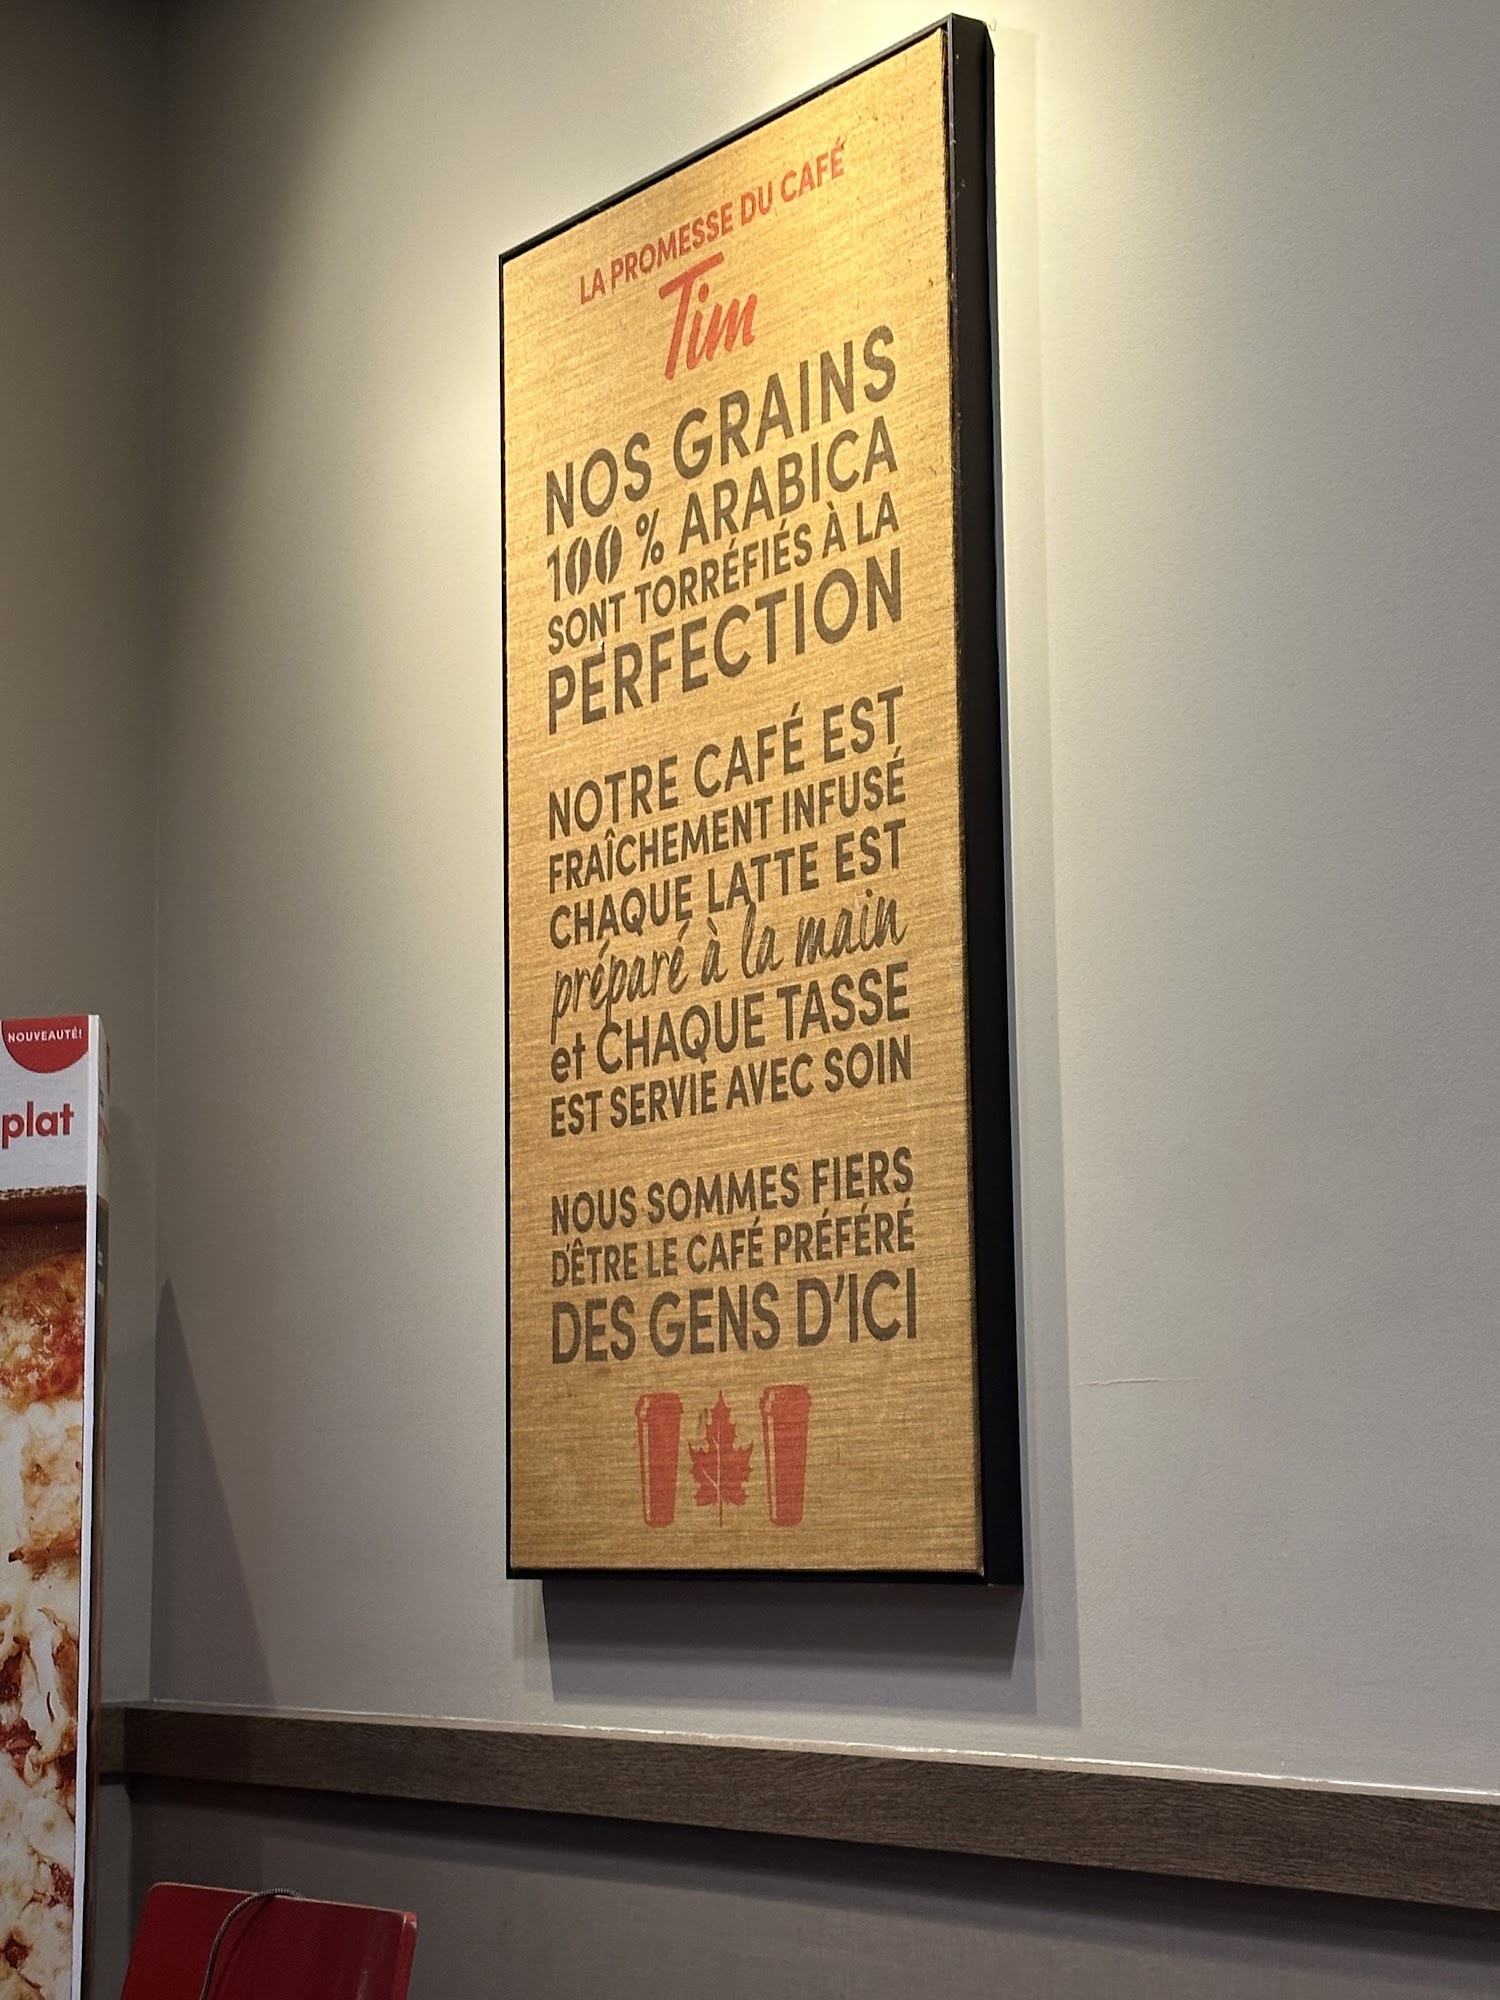 LA PROMESSE DU CAFÉ
Tim
NOS GRAINS
100 % ARABICA
SONT TORRÉFIÉS À LA
PERFECTION
NOTRE CAFÉ EST
FRAÎCHEMENT INFUSÉ
CHAQUE LATTE EST
préparé à la main
et CHAQUE TASSE
EST SERVIE AVEC SOIN
NOUS SOMMES FIERS
D'ÊTRE LE CAFÉ PRÉFÉRÉ
DES GENS D'ICI
NOUVEAUTÉ!
plat